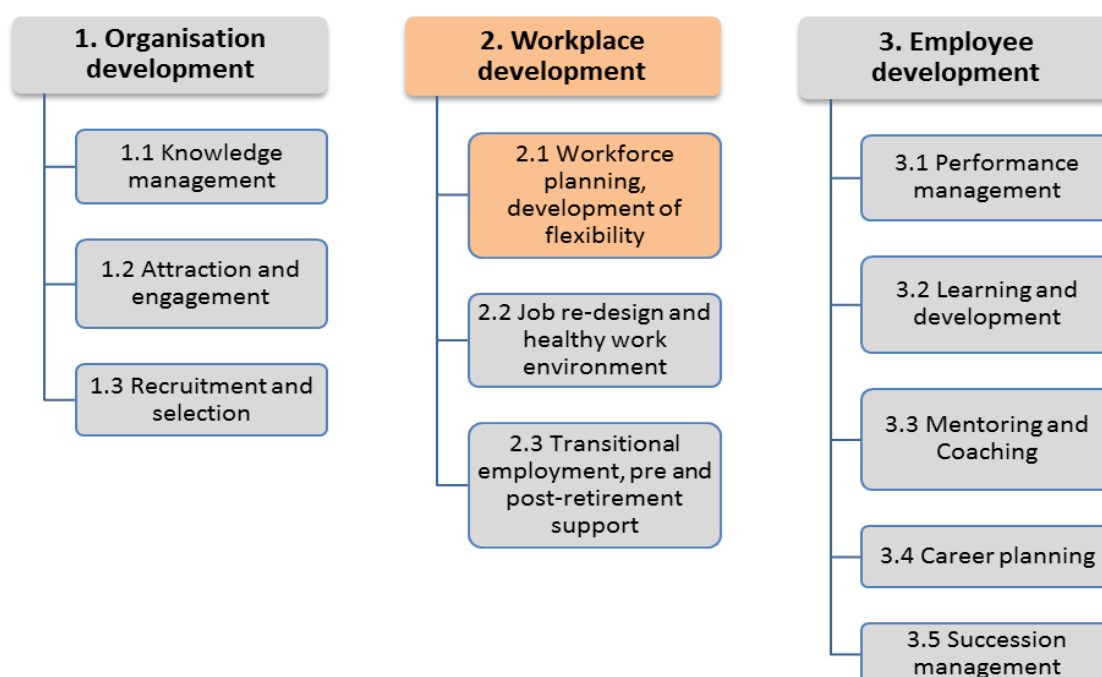 1. Organisation
development
1.1 Knowledge
management
1.2 Attraction and
engagement
1.3 Recruitment and
selection
2. Workplace
development
2.1 Workforce
planning,
development of
flexibility
2.2 Job re-design and
healthy work
environment
2.3 Transitional
employment, pre and
post-retirement
support
3. Employee
development
3.1 Performance
management
3.2 Learning and
development
3.3 Mentoring and
Coaching
3.4 Career planning
3.5 Succession
management